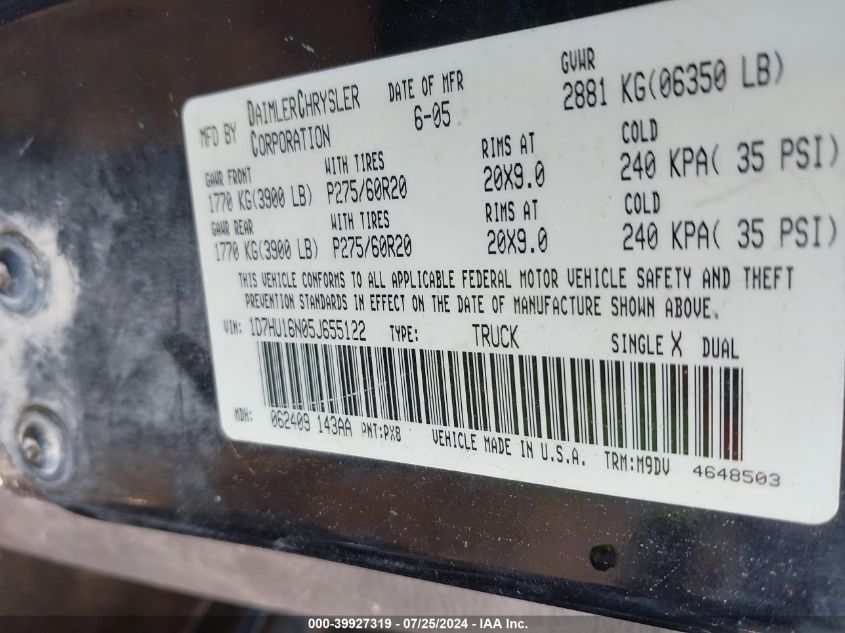 MFD BY DAIMLERCHRYSLER CORPORATION
DATE OF MFR 6-05
GVWR 2881 KG(06350 LB)
GAWR FRONT WITH TIRES RIMS AT COLD
1770 KG(3900 LB) P275/60R20 20X9.0 240 KPA( 35 PSI)
GAWR REAR WITH TIRES RIMS AT COLD
1770 KG(3900 LB) P275/60R20 20X9.0 240 KPA( 35 PSI)
THIS VEHICLE CONFORMS TO ALL APPLICABLE FEDERAL MOTOR VEHICLE SAFETY AND THEFT
PREVENTION STANDARDS IN EFFECT ON THE DATE OF MANUFACTURE SHOWN ABOVE.
VIN: 1D7HU16N05J655122 TYPE: TRUCK SINGLE X DUAL
MDH: 062409 143AA PNT:PX8 VEHICLE MADE IN U.S.A. TRM:M9DV 4648503
000-39927319 / 07/25/2024 - IAA Inc.